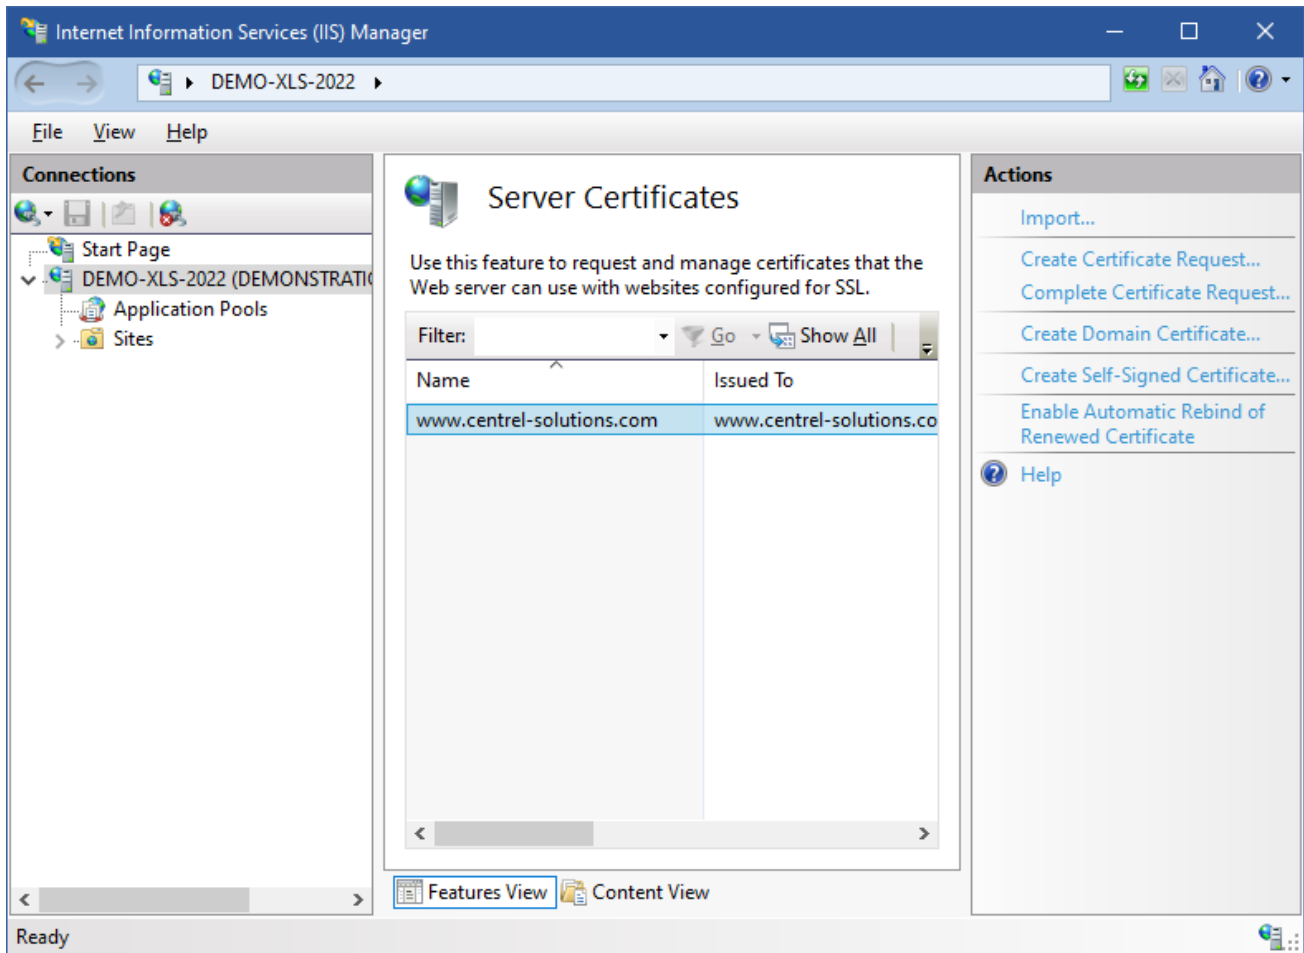 Internet Information Services (IIS) Manager
DEMO-XLS-2022
File View Help
Connections
Start Page
DEMO-XLS-2022 (DEMONSTRATI
Application Pools
Sites
Server Certificates
Use this feature to request and manage certificates that the
Web server can use with websites configured for SSL.
Filter: Go Show All
Name Issued To
www.centrel-solutions.com www.centrel-solutions.co
Features View Content View
Actions
Import...
Create Certificate Request...
Complete Certificate Request...
Create Domain Certificate...
Create Self-Signed Certificate...
Enable Automatic Rebind of
Renewed Certificate
Help
Ready